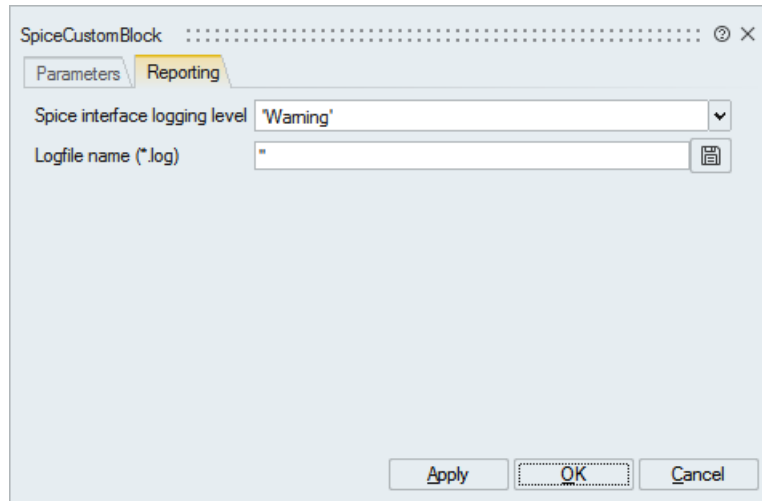 SpiceCustomBlock
Parameters Reporting
Spice interface logging level 'Warning'
Logfile name (*.log) ''
Apply OK Cancel